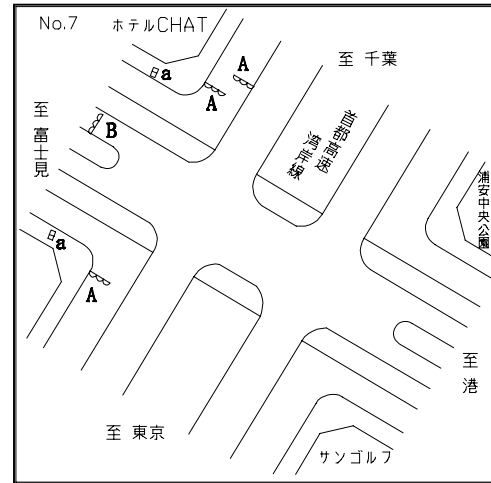 No.7
ホテルCHAT
A
至 千葉
a
A
首都高速
湾岸線
至 富士見
B
浦安中央公園
a
A
至 港
至 東京
サンゴルフ